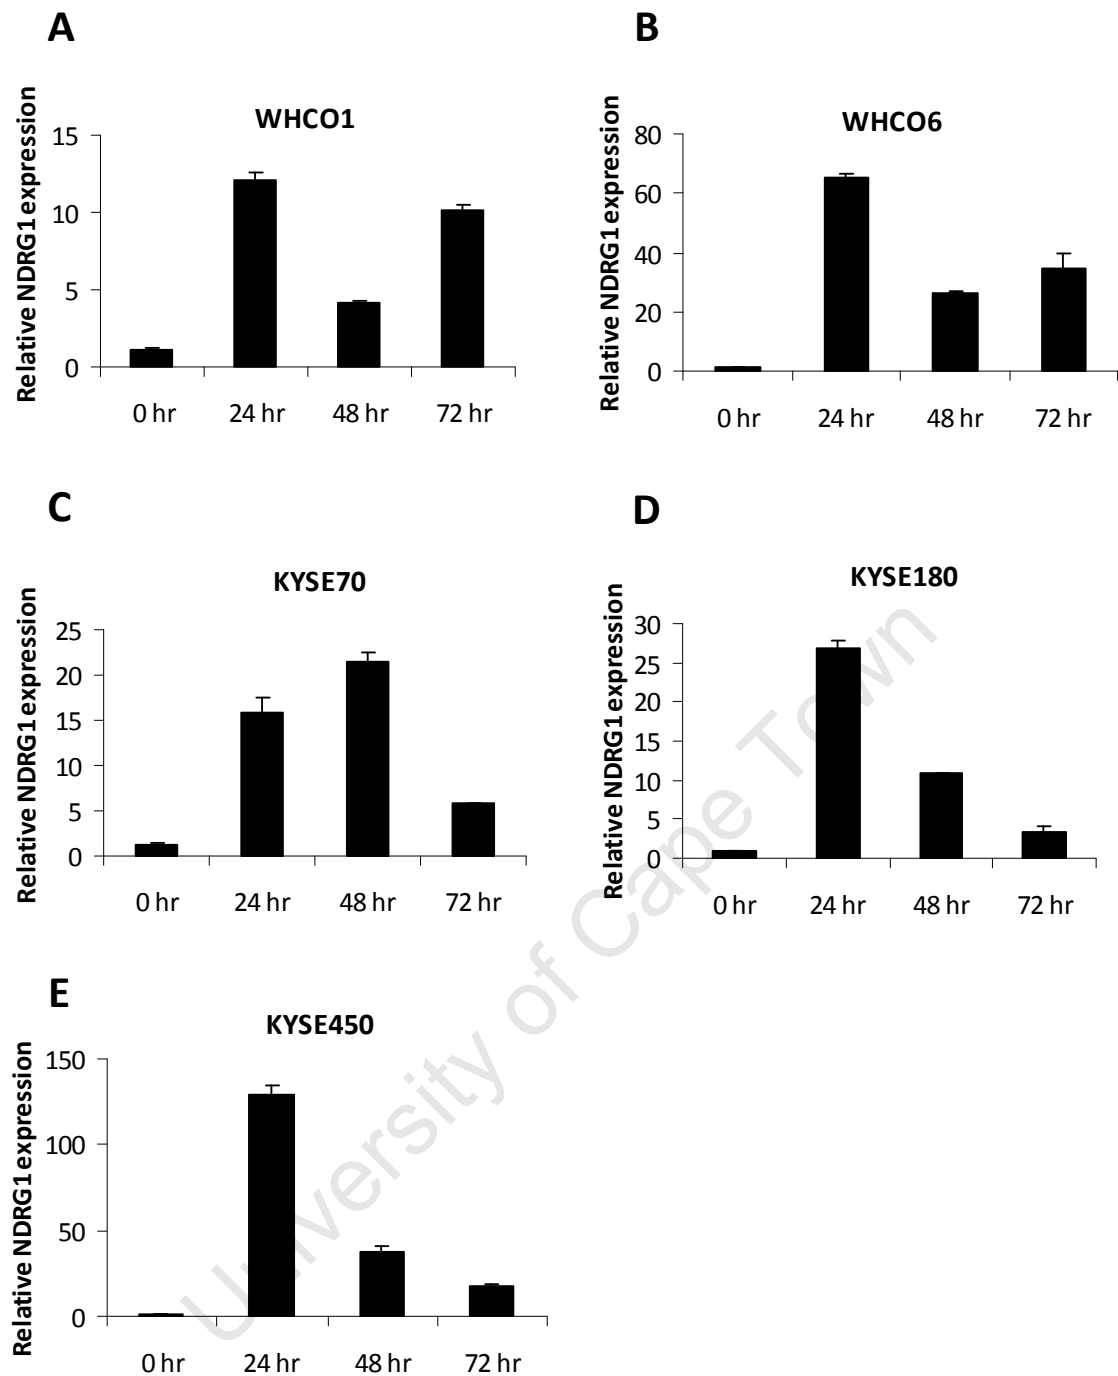 A
WHCO1
Relative NDRG1 expression
15
10
5
0
0 hr 24 hr 48 hr 72 hr
B
WHCO6
Relative NDRG1 expression
80
60
40
20
0
0 hr 24 hr 48 hr 72 hr
C
KYSE70
Relative NDRG1 expression
25
20
15
10
5
0
0 hr 24 hr 48 hr 72 hr
D
KYSE180
Relative NDRG1 expression
30
25
20
15
10
5
0
0 hr 24 hr 48 hr 72 hr
E
KYSE450
Relative NDRG1 expression
150
100
50
0
0 hr 24 hr 48 hr 72 hr
University of Cape Town